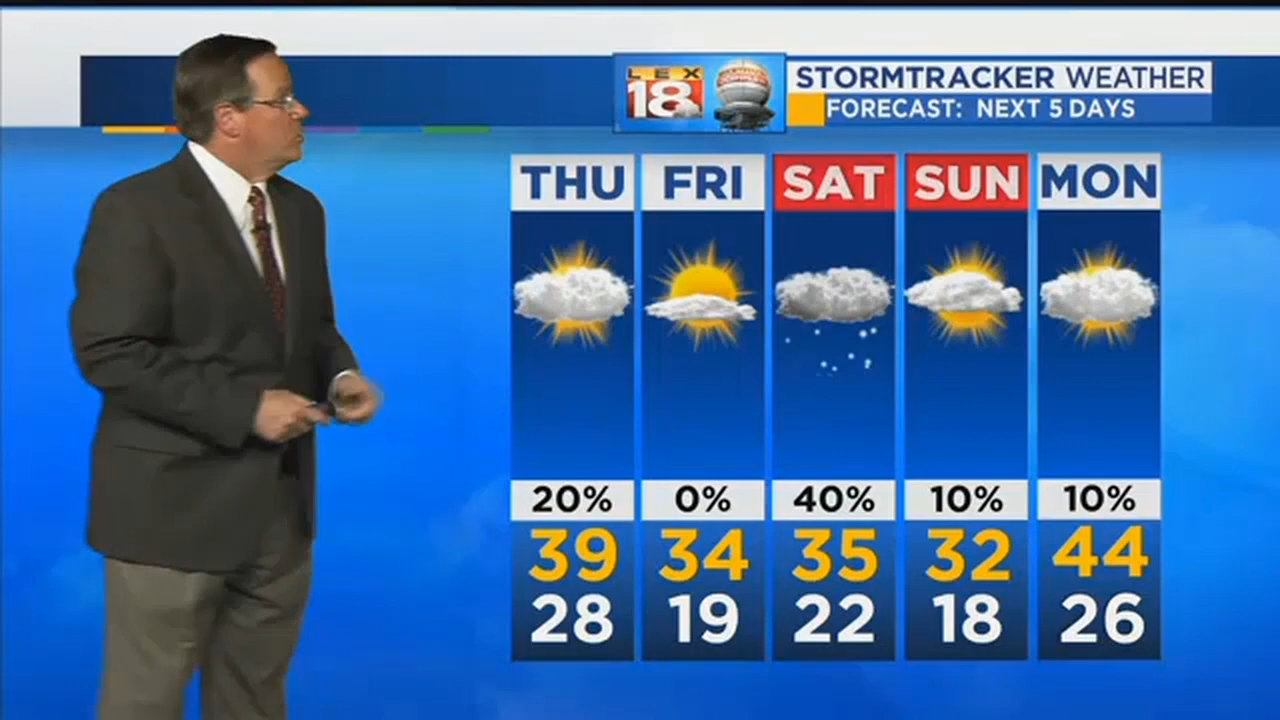 LEX
18
STORMTRACKER WEATHER
FORECAST: NEXT 5 DAYS
THU FRI SAT SUN MON
20% 0% 40% 10% 10%
39 34 35 32 44
28 19 22 18 26